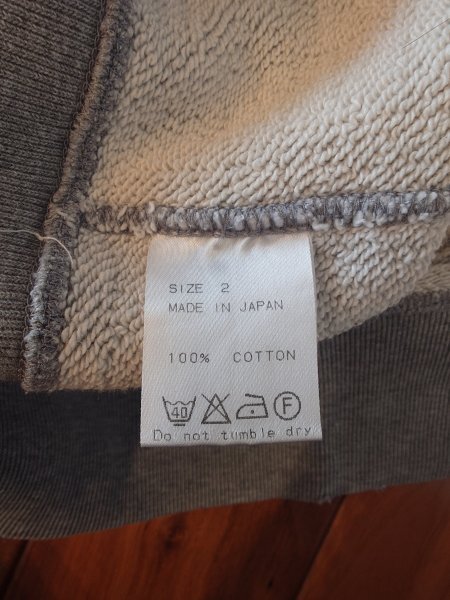 SIZE 2
MADE IN JAPAN
100% COTTON
40 F
Do not tumble dry